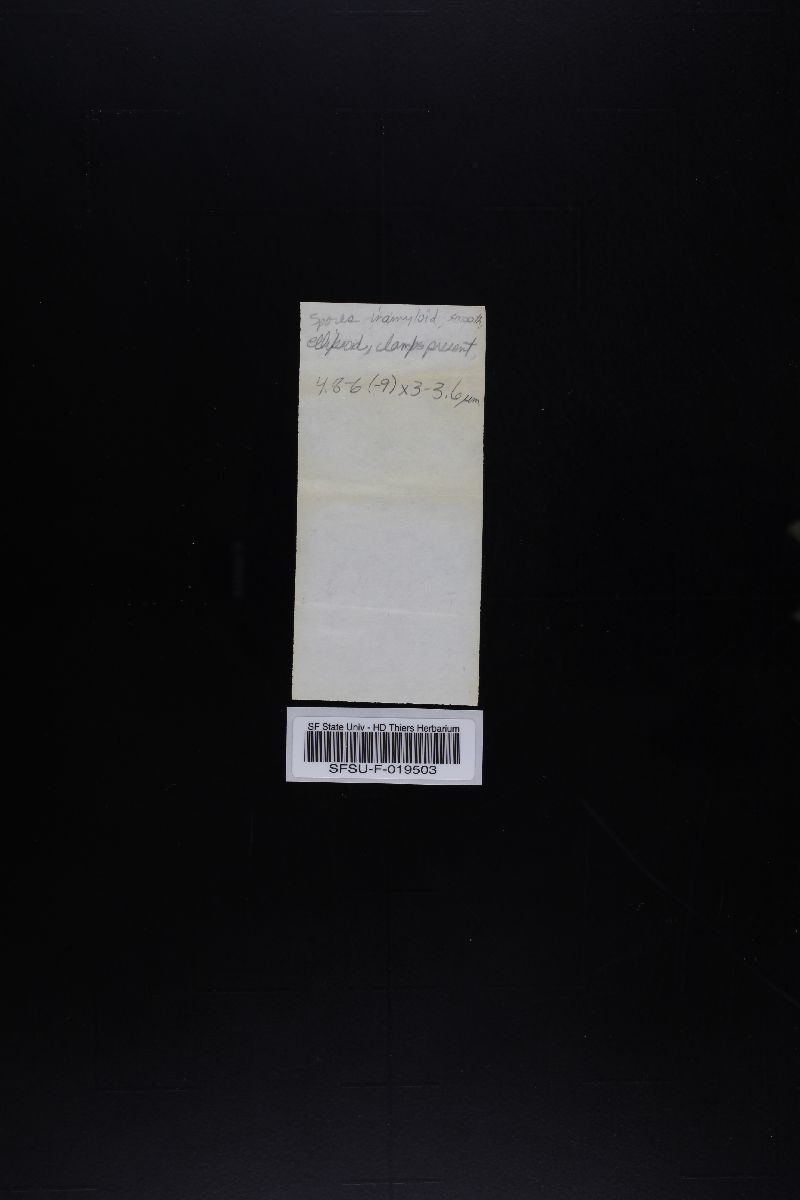 Spores inamyloid, smooth,
ellipsoid, clamps present,
4.8-6 (-9) x 3-3.6 µm
SF State Univ - HD Thiers Herbarium
SFSU-F-019503